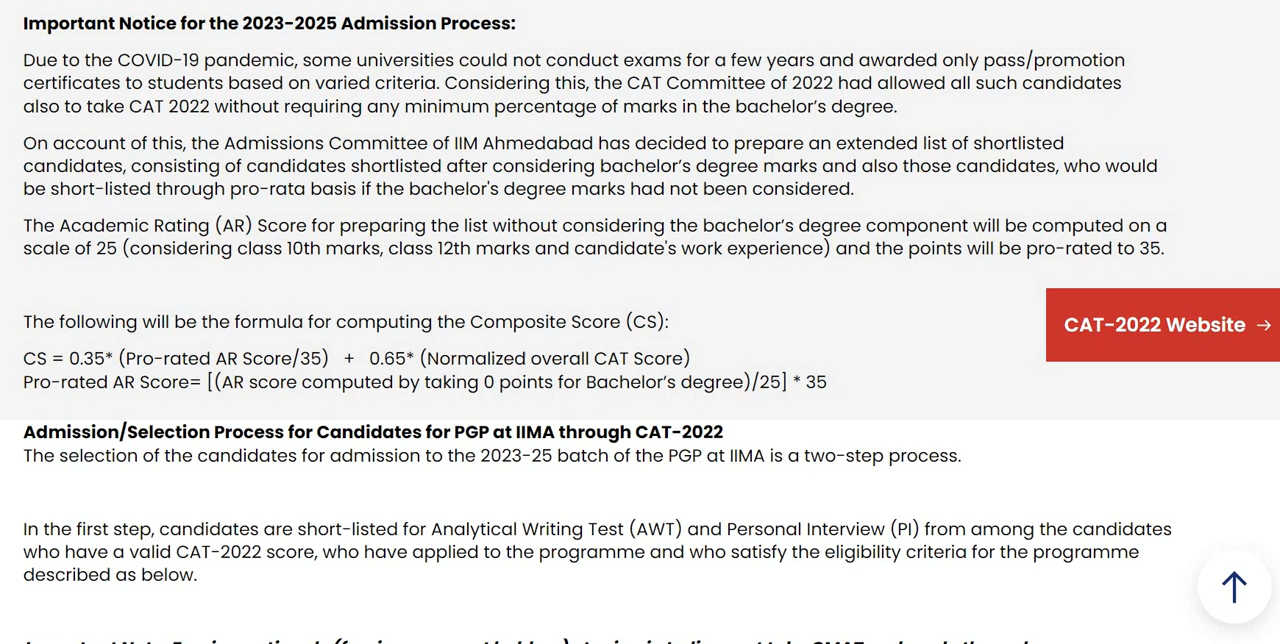 Important Notice for the 2023-2025 Admission Process:
Due to the COVID-19 pandemic, some universities could not conduct exams for a few years and awarded only pass/promotion
certificates to students based on varied criteria. Considering this, the CAT Committee of 2022 had allowed all such candidates
also to take CAT 2022 without requiring any minimum percentage of marks in the bachelor’s degree.
On account of this, the Admissions Committee of IIM Ahmedabad has decided to prepare an extended list of shortlisted
candidates, consisting of candidates shortlisted after considering bachelor’s degree marks and also those candidates, who would
be short-listed through pro-rata basis if the bachelor's degree marks had not been considered.
The Academic Rating (AR) Score for preparing the list without considering the bachelor’s degree component will be computed on a
scale of 25 (considering class 10th marks, class 12th marks and candidate's work experience) and the points will be pro-rated to 35.
The following will be the formula for computing the Composite Score (CS):
CAT-2022 Website →
CS = 0.35* (Pro-rated AR Score/35) + 0.65* (Normalized overall CAT Score)
Pro-rated AR Score= [(AR score computed by taking 0 points for Bachelor’s degree)/25] * 35
Admission/Selection Process for Candidates for PGP at IIMA through CAT-2022
The selection of the candidates for admission to the 2023-25 batch of the PGP at IIMA is a two-step process.
In the first step, candidates are short-listed for Analytical Writing Test (AWT) and Personal Interview (PI) from among the candidates
who have a valid CAT-2022 score, who have applied to the programme and who satisfy the eligibility criteria for the programme
described as below.